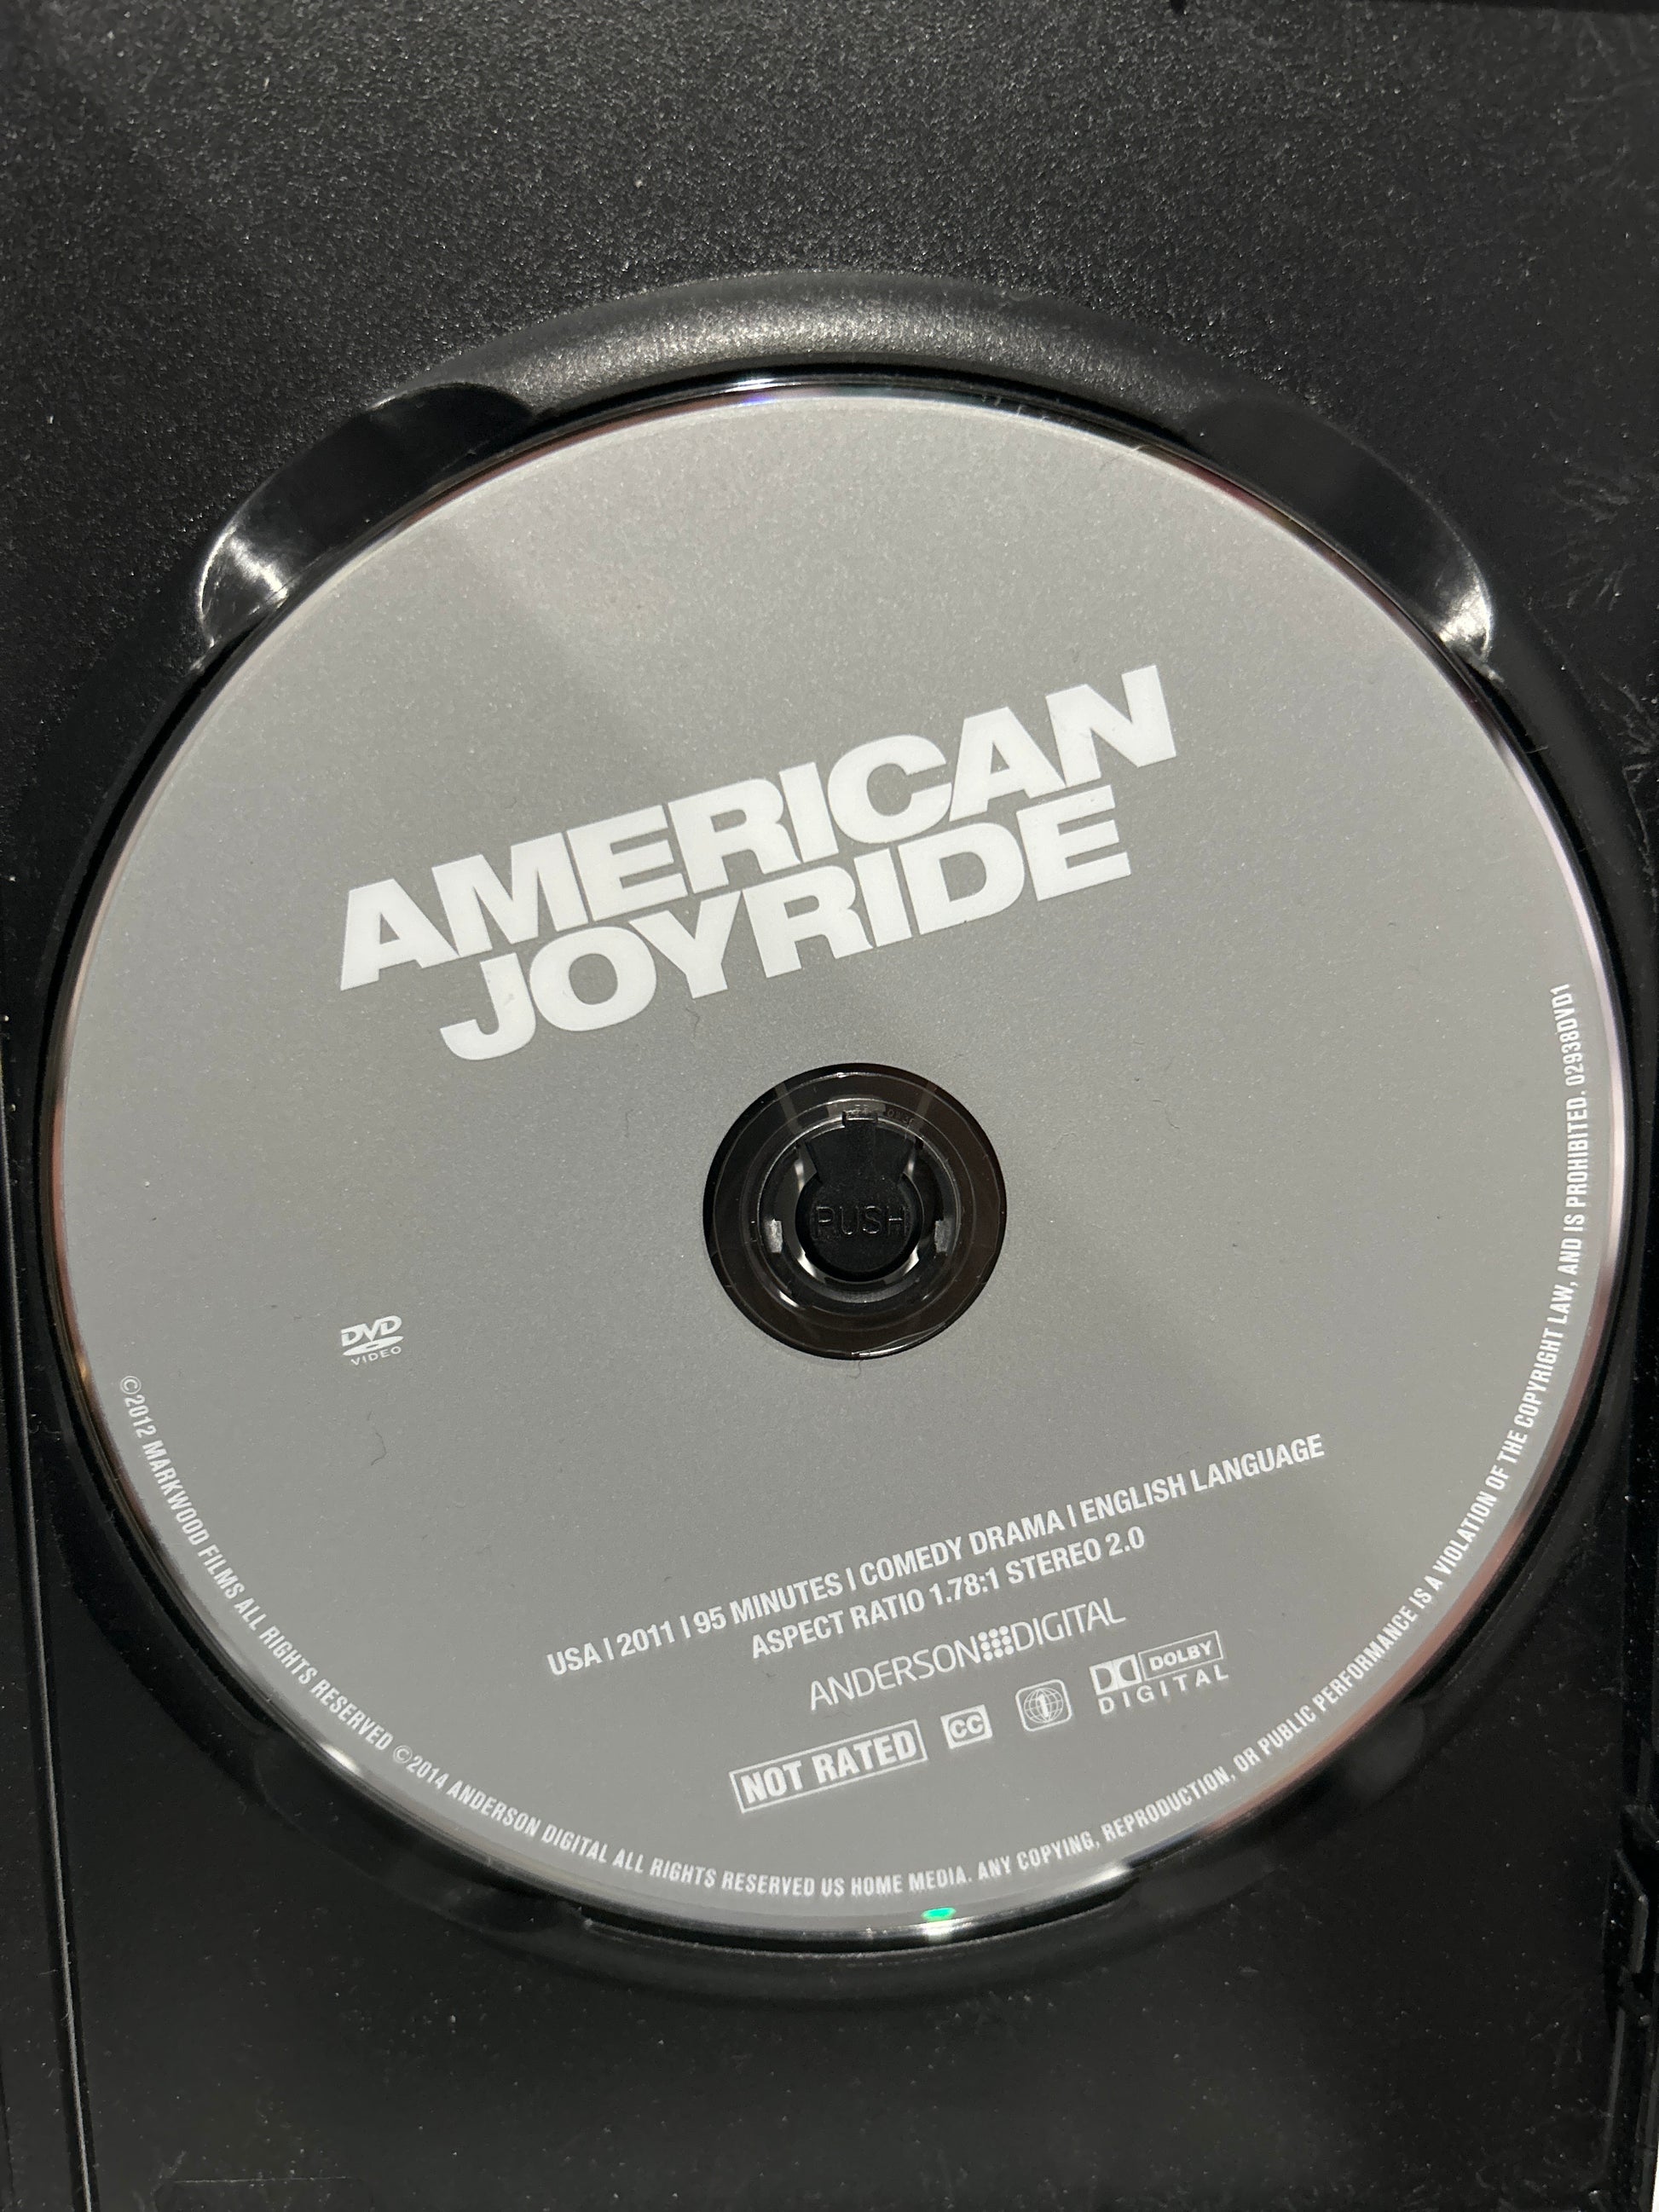 AMERICAN
JOYRIDE
PUSH
DVD
VIDEO
USA | 2011 | 95 MINUTES | COMEDY DRAMA | ENGLISH LANGUAGE
ASPECT RATIO 1.78:1 STEREO 2.0
ANDERSON DIGITAL
NOT RATED CC 1 DOLBY
DIGITAL
©2012 MARKWOOD FILMS ALL RIGHTS RESERVED ©2014 ANDERSON DIGITAL ALL RIGHTS RESERVED US HOME MEDIA. ANY COPYING, REPRODUCTION, OR PUBLIC PERFORMANCE IS A VIOLATION OF THE COPYRIGHT LAW, AND IS PROHIBITED. 02938DVD1